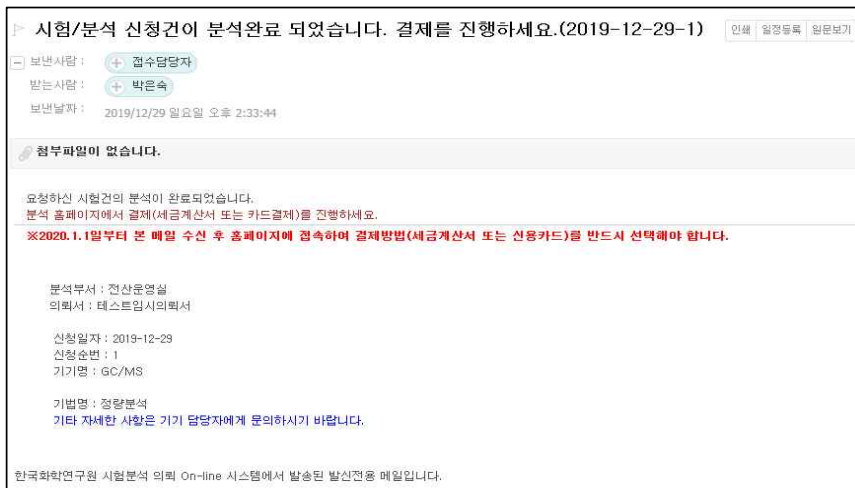 시험/분석 신청건이 분석완료 되었습니다. 결제를 진행하세요.(2019-12-29-1) 인쇄 일정등록 원문보기
보낸사람 : 접수담당자
받는사람 : 박은숙
보낸날짜 : 2019/12/29 일요일 오후 2:33:44
첨부파일이 없습니다.
요청하신 시험건의 분석이 완료되었습니다.
분석 홈페이지에서 결제(세금계산서 또는 카드결제)를 진행하세요.
※2020.1.1일부터 본 메일 수신 후 홈페이지에 접속하여 결제방법(세금계산서 또는 신용카드)를 반드시 선택해야 합니다.
분석부서 : 전산운영실
의뢰서 : 테스트임시의뢰서
신청일자 : 2019-12-29
신청순번 : 1
기기명 : GC/MS
기법명 : 정량분석
기타 자세한 사항은 기기 담당자에게 문의하시기 바랍니다.
한국화학연구원 시험분석 의뢰 On-line 시스템에서 발송된 발신전용 메일입니다.